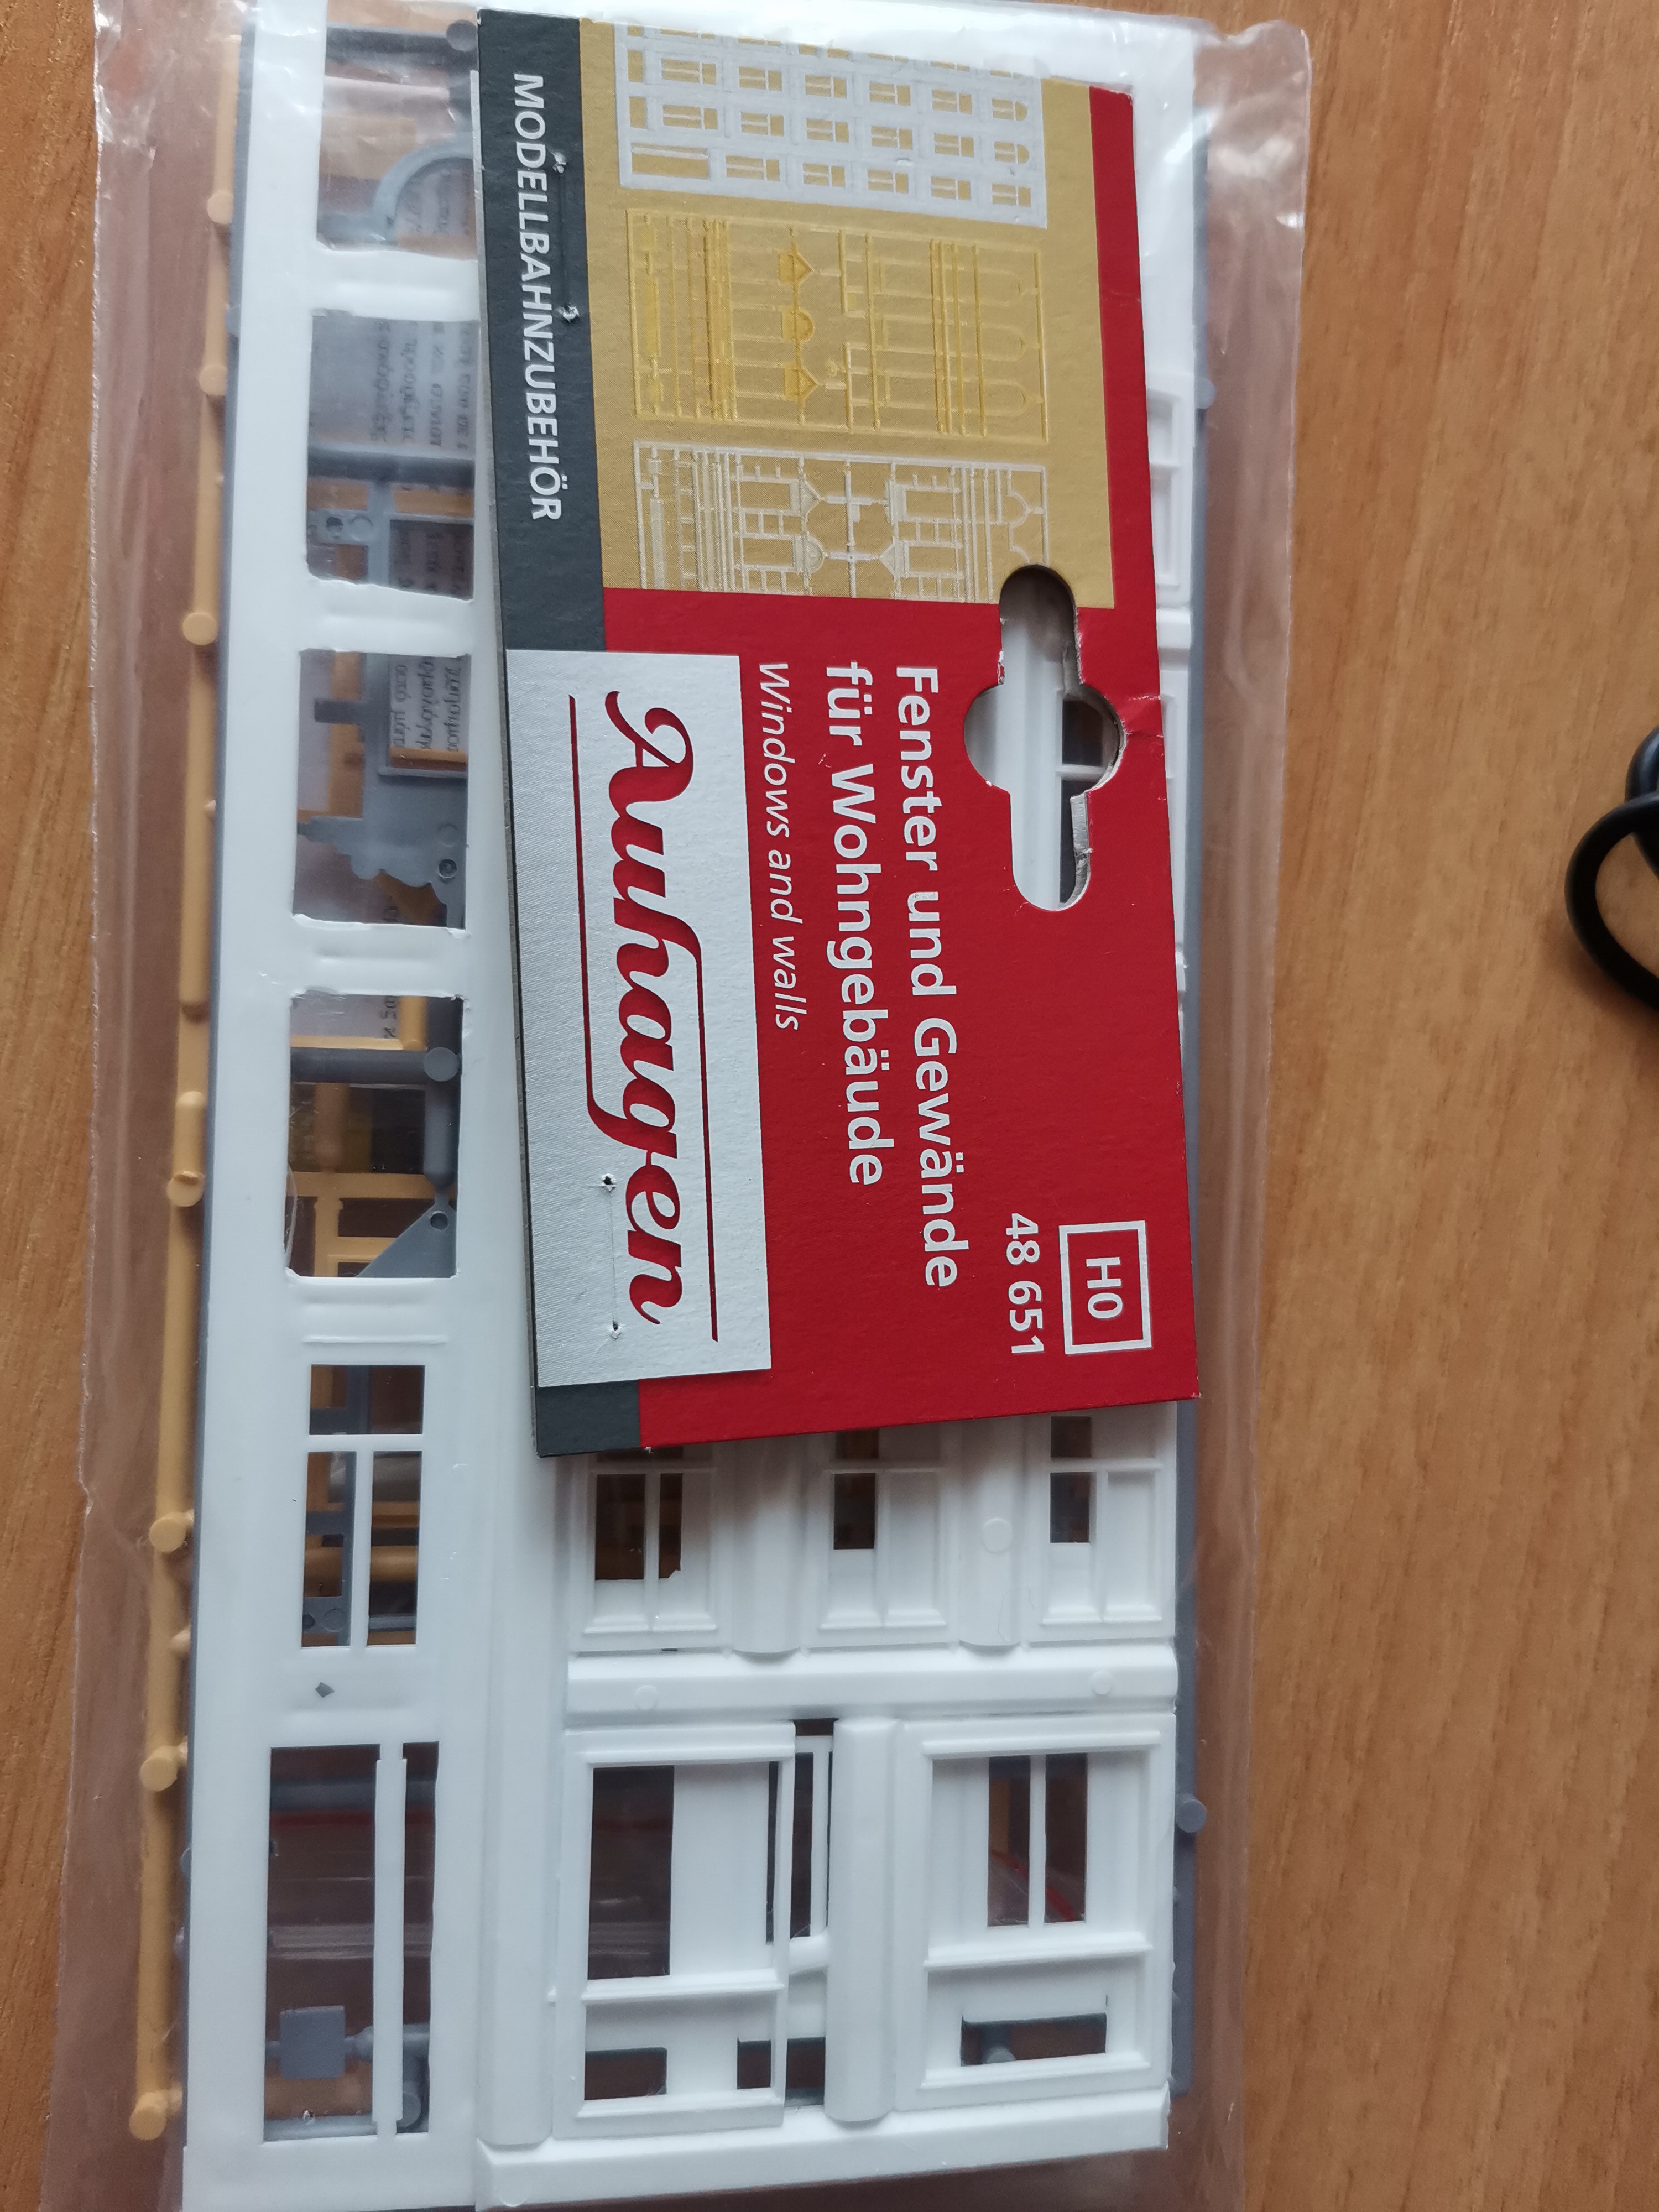 H0
48 651
Fenster und Gewände
für Wohngebäude
Windows and walls
Auhagen
MODELLBAHNZUBEHÖR